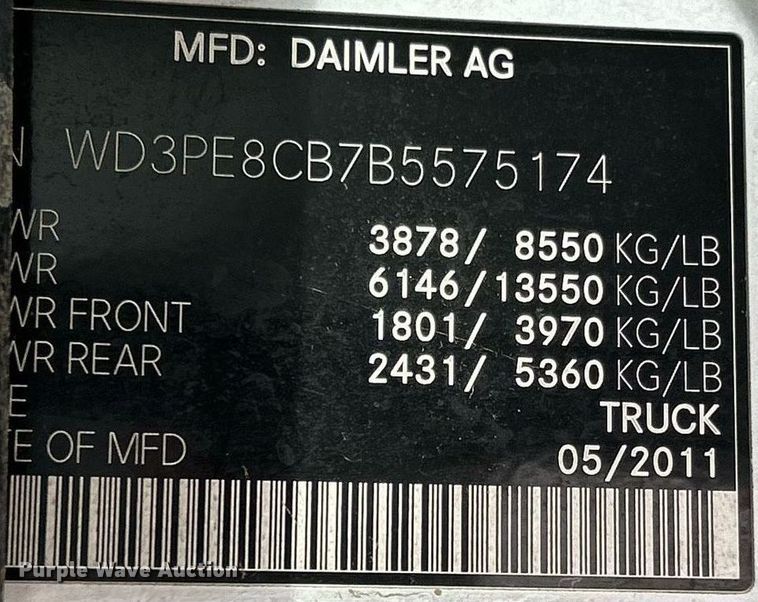 MFD: DAIMLER AG
N WD3PE8CB7B5575174
WR 3878/ 8550 KG/LB
WR 6146/13550 KG/LB
WR FRONT 1801/ 3970 KG/LB
WR REAR 2431/ 5360 KG/LB
E TRUCK
E OF MFD 05/2011
Purple Wave Auction